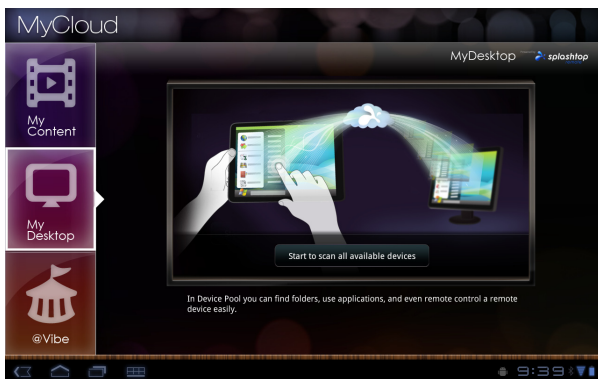 MyCloud
MyDesktop splashtop
My
Content
My
Desktop
@Vibe
Start to scan all available devices
In Device Pool you can find folders, use applications, and even remote control a remote
device easily.
9:39